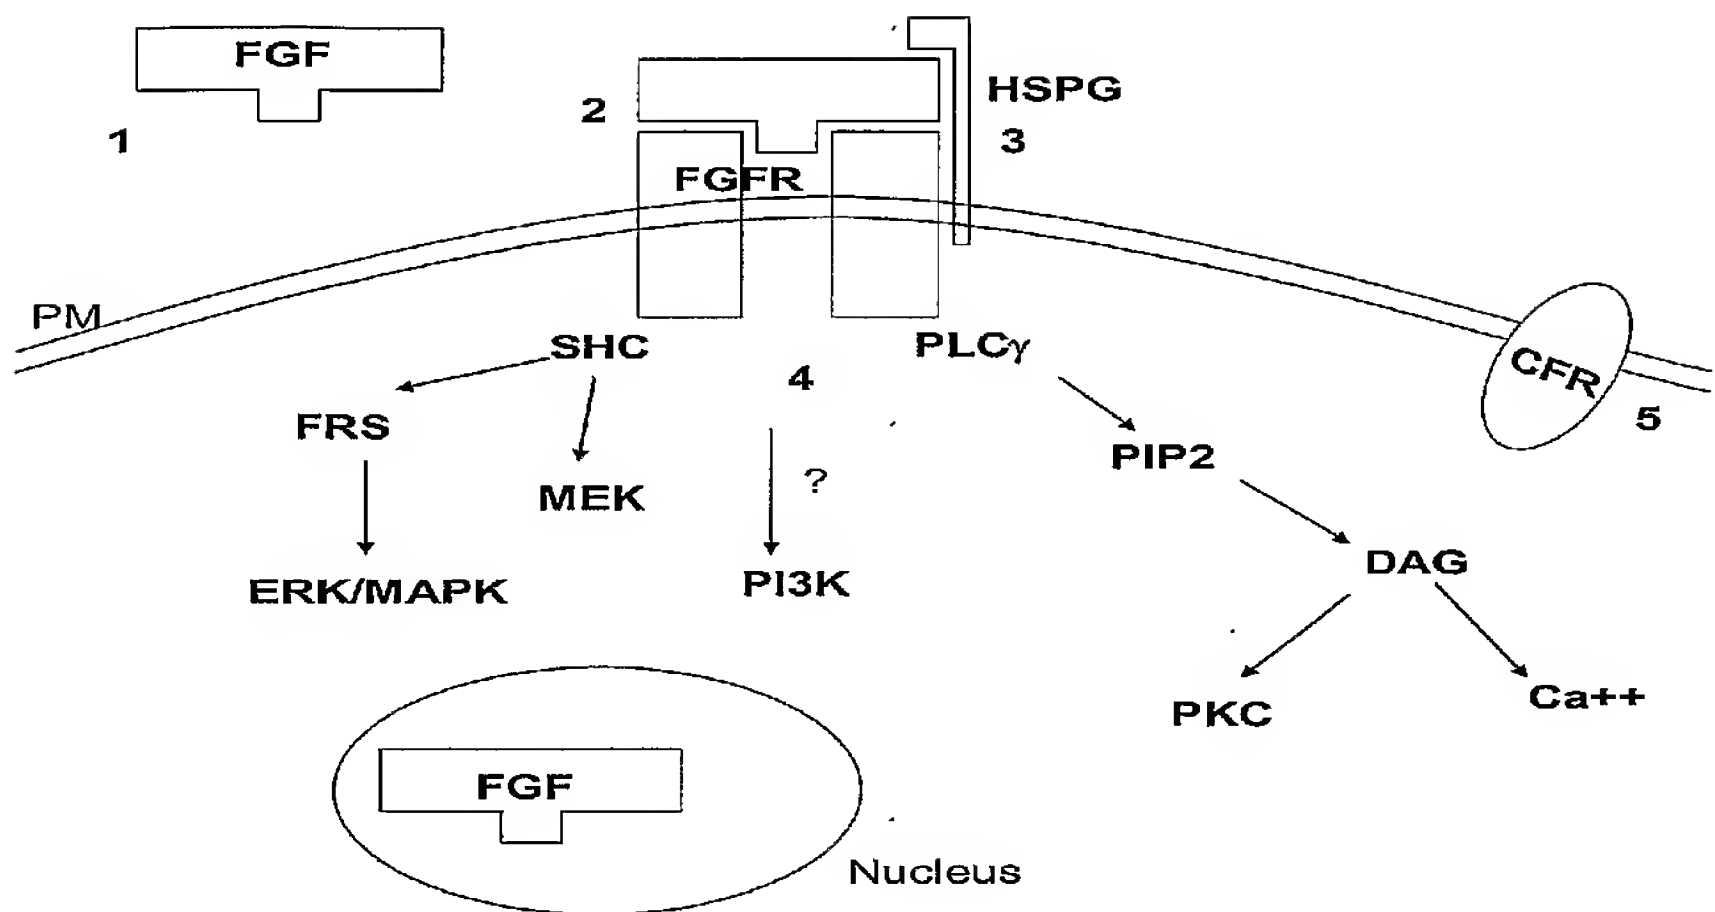 FGF
1
2
HSPG
3
FGFR
PM
SHC
PLCγ
4
CFR
5
FRS
PIP2
MEK
?
DAG
ERK/MAPK
PI3K
PKC
Ca++
FGF
Nucleus